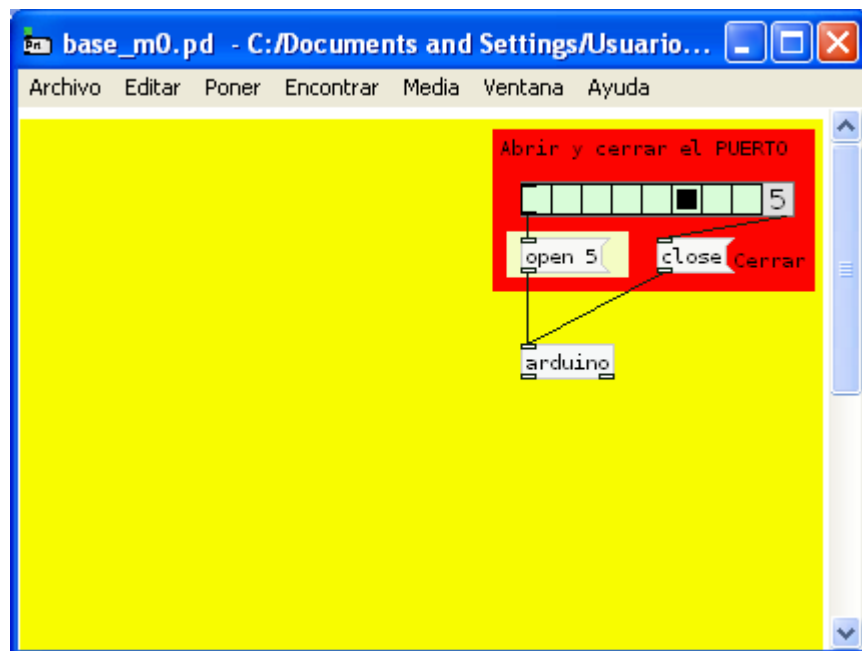 base_m0.pd - C:/Documents and Settings/Usuario...
Archivo Editar Poner Encontrar Media Ventana Ayuda
Abrir y cerrar el PUERTO
5
open 5 close Cerrar
arduino